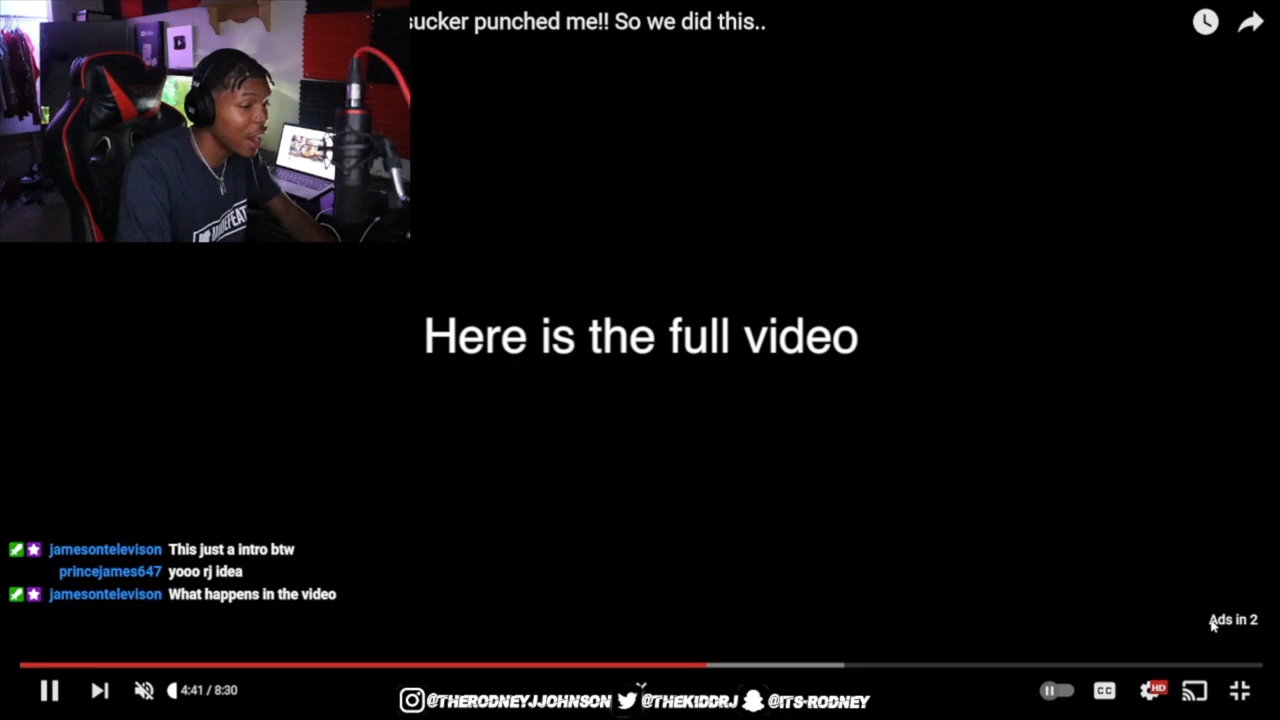 sucker punched me!! So we did this..
Here is the full video
jamesontelevison This just a intro btw
princejames647 yooo rj idea
jamesontelevison What happens in the video
Ads in 2
4:41 / 8:30
CC
HD
@THERODNEYJJOHNSON @THEKIDDRJ @ITS-RODNEY